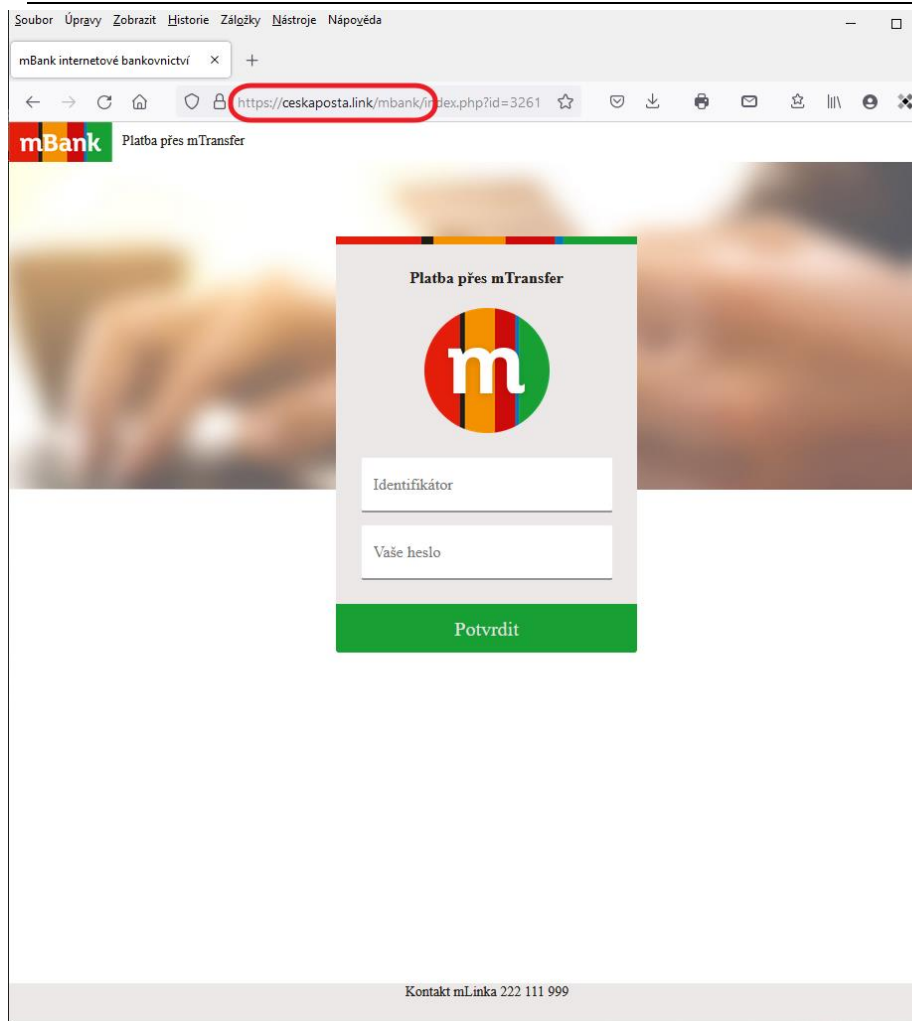 Soubor Úpravy Zobrazit Historie Záložky Nástroje Nápověda
mBank internetové bankovnictví
https://ceskaposta.link/mbank/index.php?id=3261
mBank Platba přes mTransfer
Platba přes mTransfer
m
Identifikátor
Vaše heslo
Potvrdit
Kontakt mLinka 222 111 999